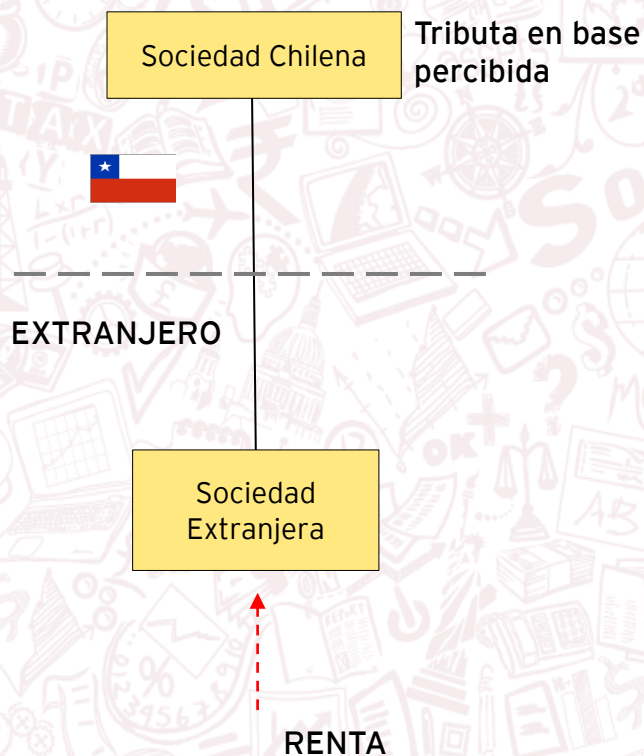 Sociedad Chilena
Tributa en base
percibida
EXTRANJERO
Sociedad
Extranjera
RENTA